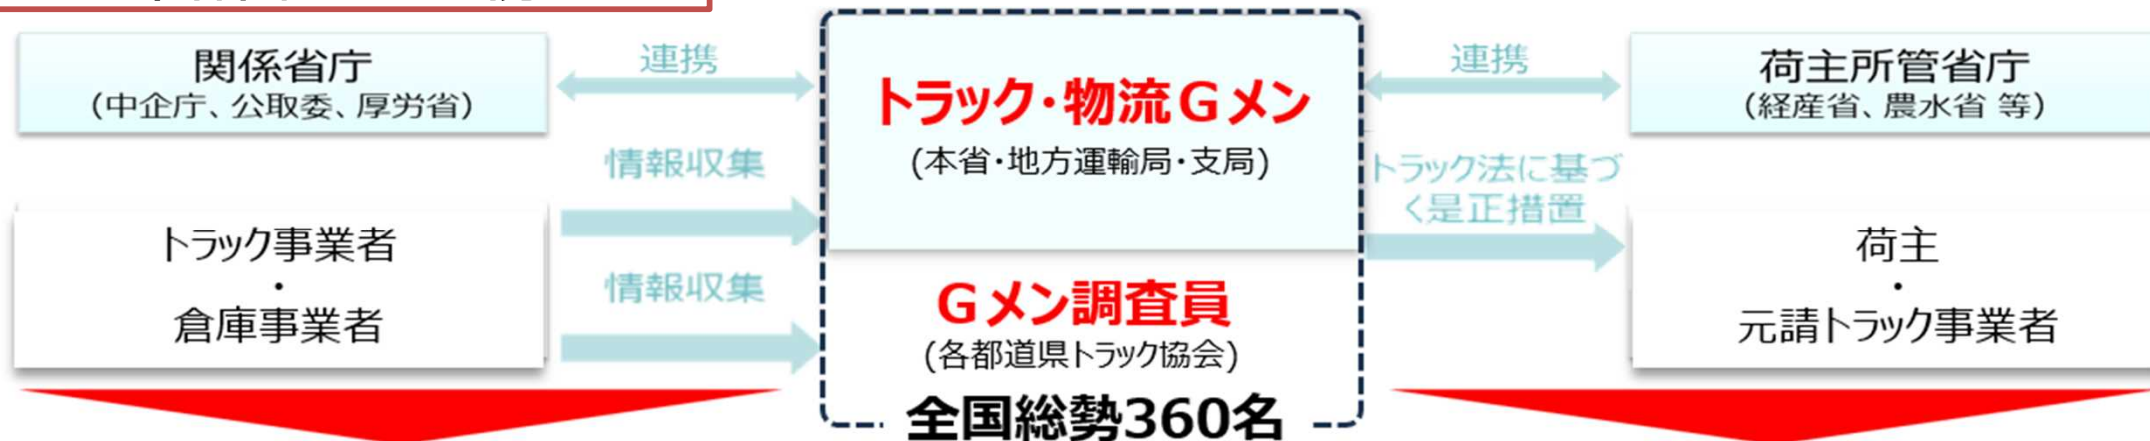 関係省庁
(中企庁、公取委、厚労省)
連携
情報収集
トラック事業者
・
倉庫事業者
情報収集
トラック・物流Gメン
(本省・地方運輸局・支局)
Gメン調査員
(各都道県トラック協会)
全国総勢360名
連携
トラック法に基づ
く是正措置
荷主所管省庁
(経産省、農水省 等)
荷主
・
元請トラック事業者